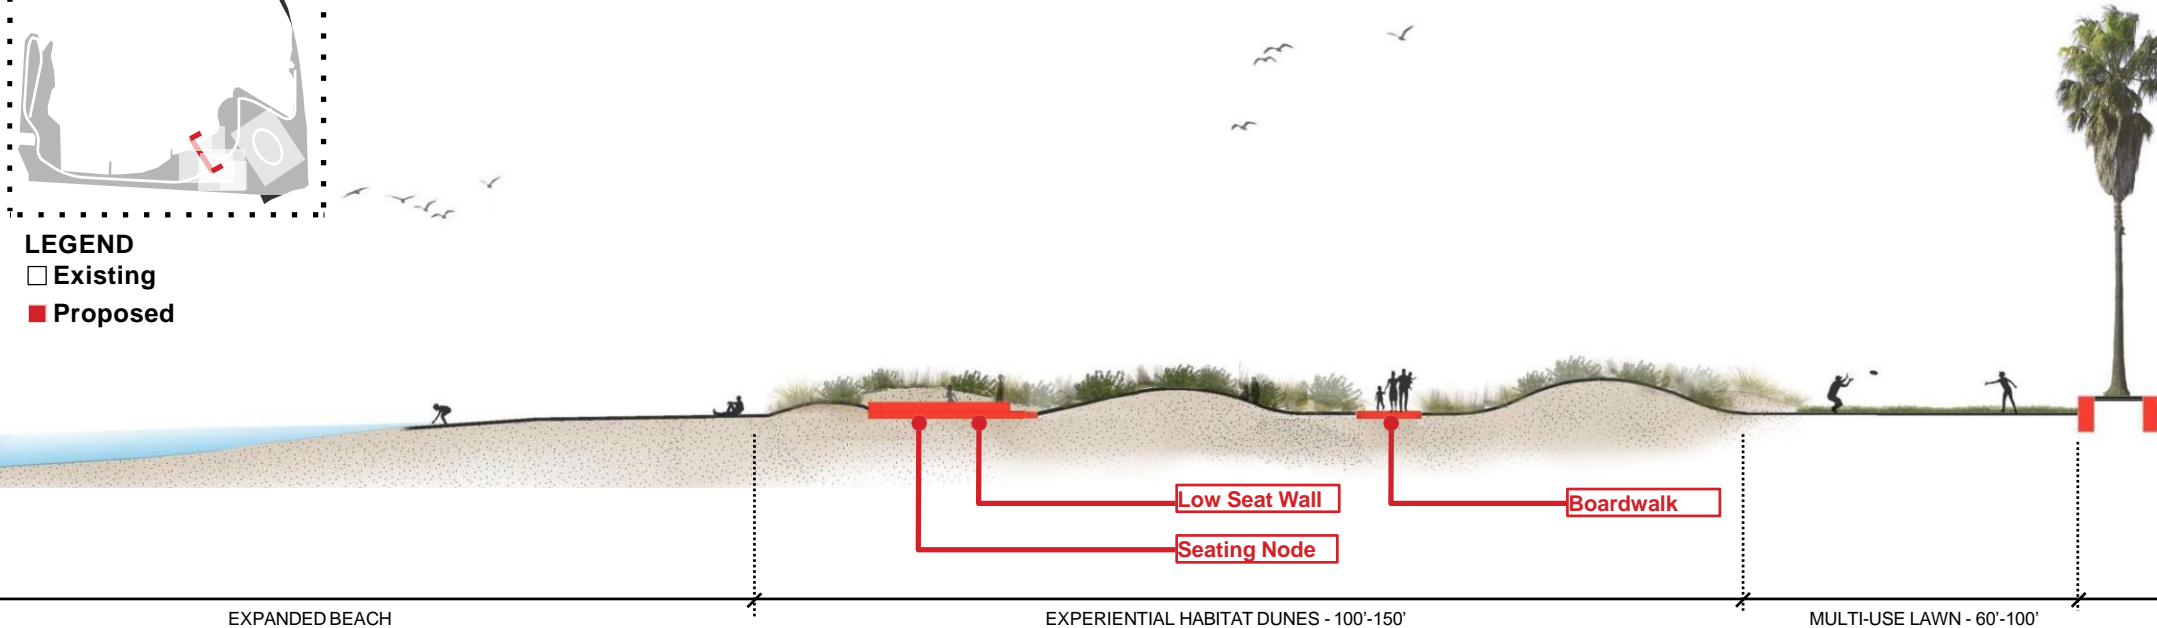 LEGEND
Existing
Proposed
Low Seat Wall
Boardwalk
Seating Node
EXPANDED BEACH
EXPERIENTIAL HABITAT DUNES - 100'-150'
MULTI-USE LAWN - 60'-100'